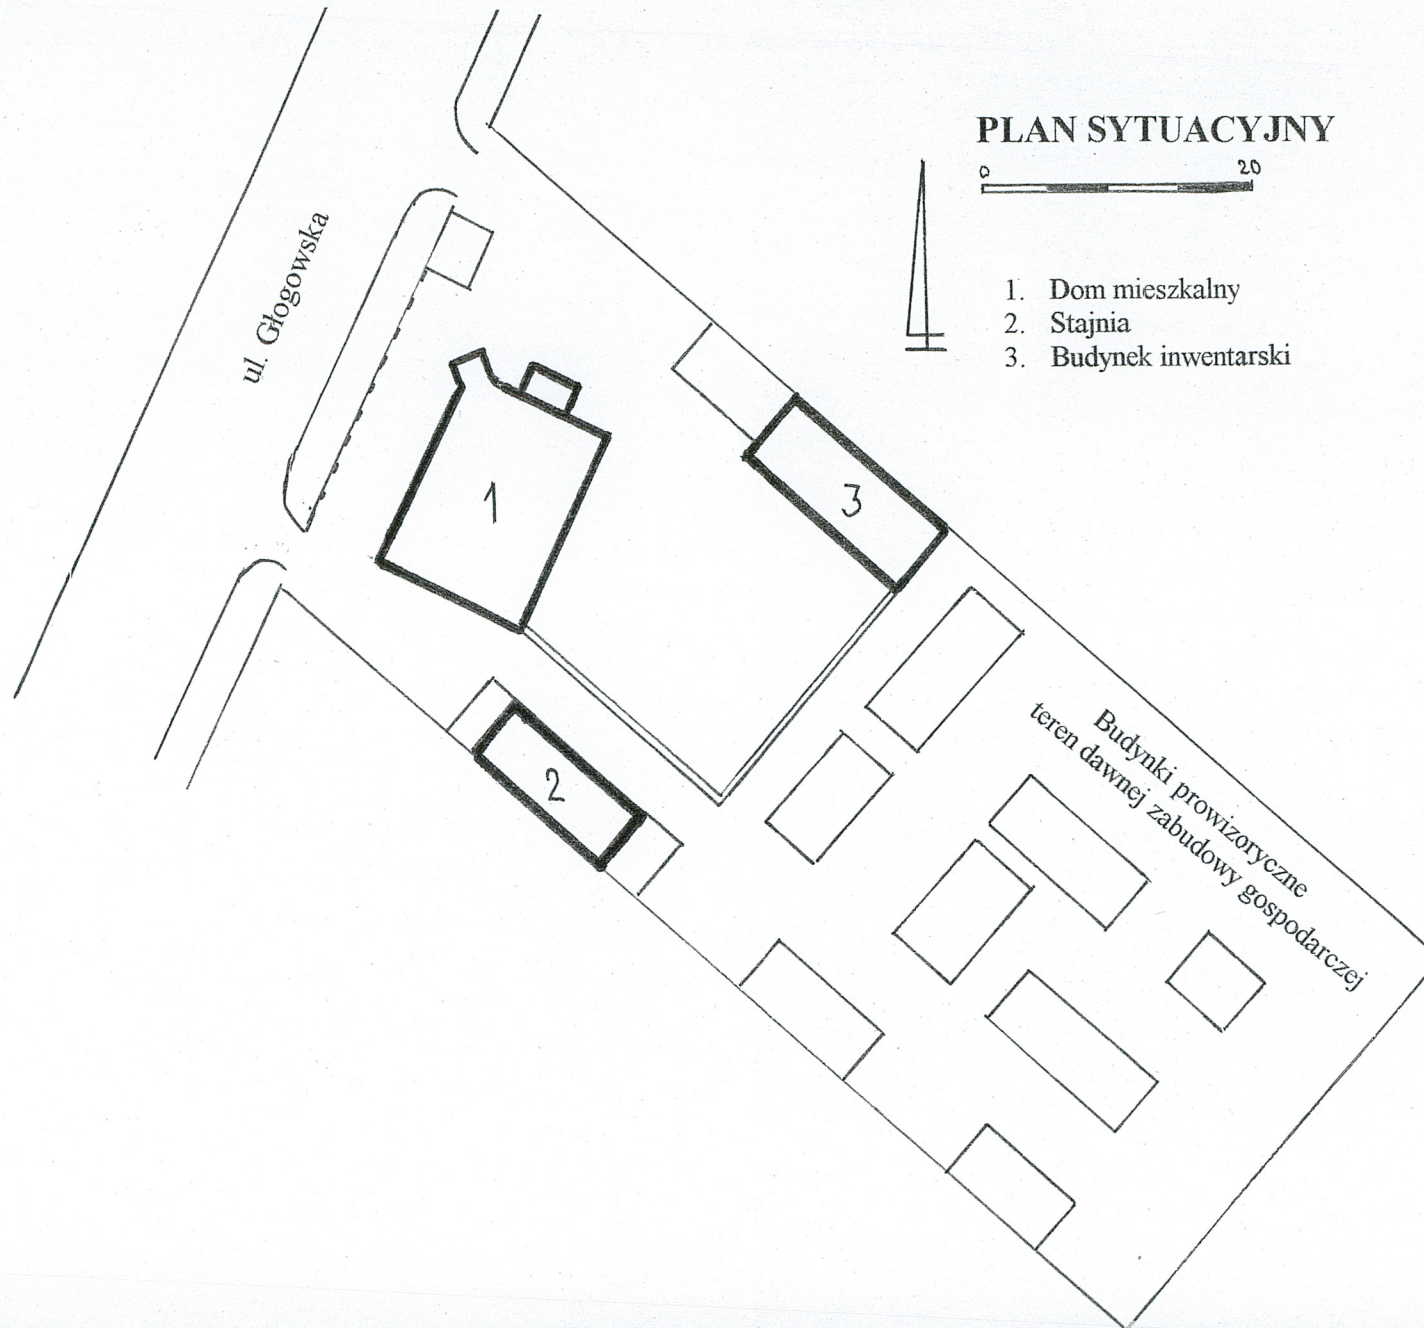 PLAN SYTUACYJNY
0 20
1. Dom mieszkalny
2. Stajnia
3. Budynek inwentarski
ul. Głogowska
1
3
2
Budynki prowizoryczne
teren dawnej zabudowy gospodarczej